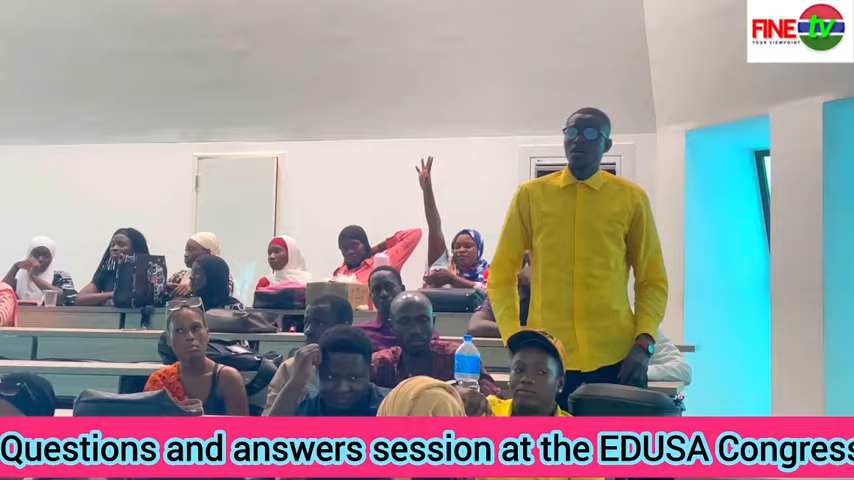 FINE tv
YOUR VIEWPOINT
Questions and answers session at the EDUSA Congress